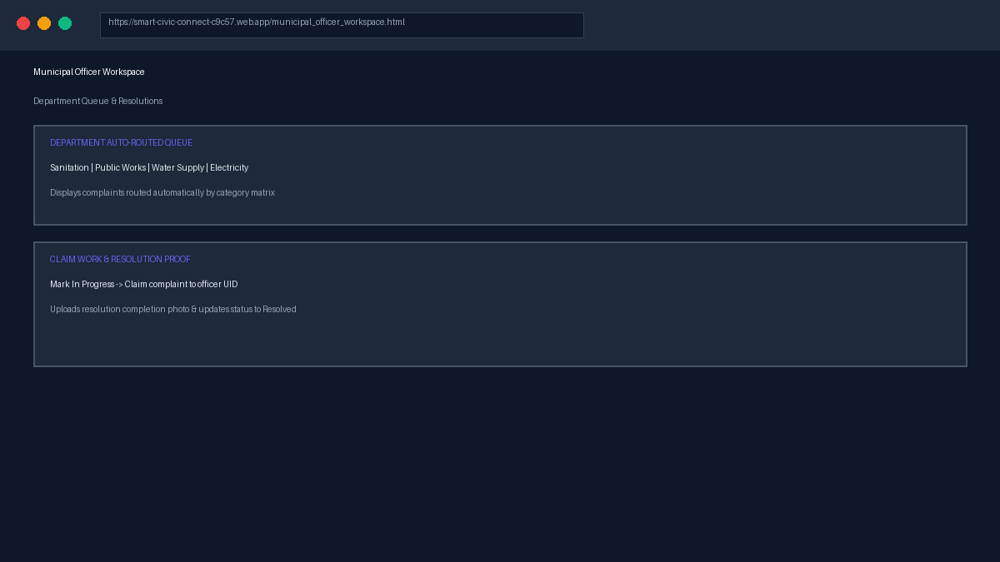 https://smart-civic-connect-c9c57.web.app/municipal_officer_workspace.html
Municipal Officer Workspace
Department Queue & Resolutions
DEPARTMENT AUTO-ROUTED QUEUE
Sanitation | Public Works | Water Supply | Electricity
Displays complaints routed automatically by category matrix
CLAIM WORK & RESOLUTION PROOF
Mark In Progress -> Claim complaint to officer UID
Uploads resolution completion photo & updates status to Resolved